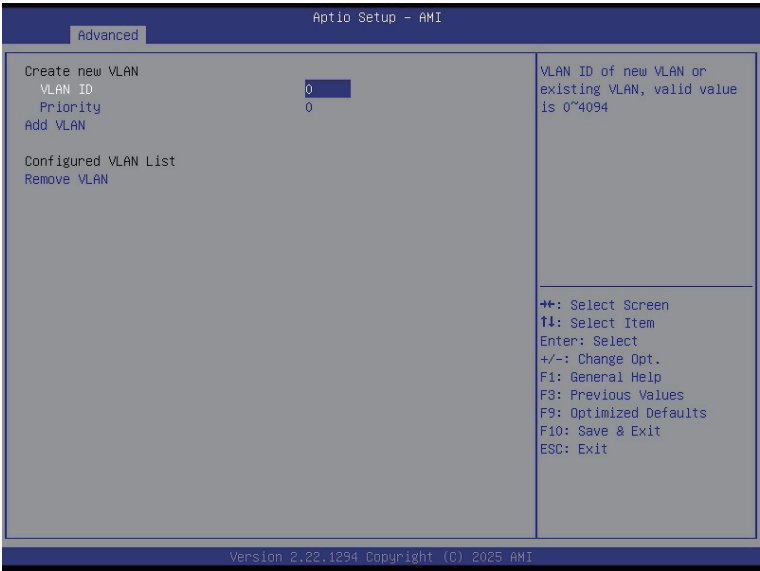 Aptio Setup – AMI
Advanced
Create new VLAN
VLAN ID 0
Priority 0
Add VLAN
Configured VLAN List
Remove VLAN
VLAN ID of new VLAN or
existing VLAN, valid value
is 0~4094
→←: Select Screen
↑↓: Select Item
Enter: Select
+/-: Change Opt.
F1: General Help
F3: Previous Values
F9: Optimized Defaults
F10: Save & Exit
ESC: Exit
Version 2.22.1294 Copyright (C) 2025 AMI